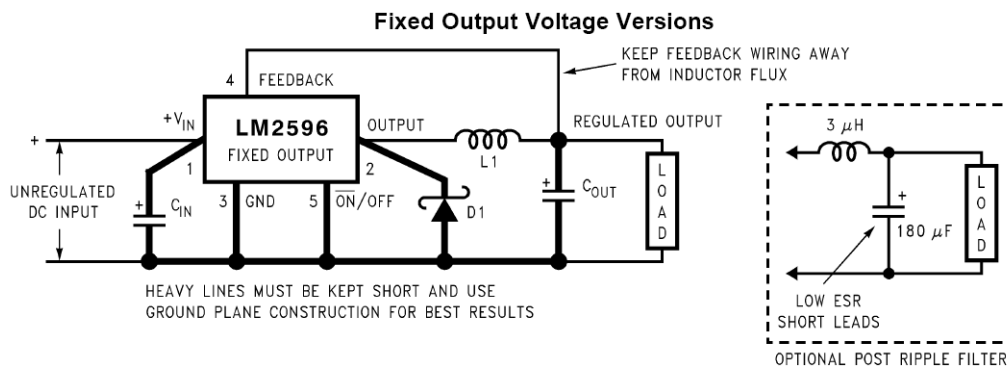 Fixed Output Voltage Versions
KEEP FEEDBACK WIRING AWAY
FROM INDUCTOR FLUX
4 FEEDBACK
+VIN
LM2596
FIXED OUTPUT
OUTPUT
REGULATED OUTPUT
L1
+
1
2
UNREGULATED
DC INPUT
+
CIN
3 GND
5 ON/OFF
D1
+
COUT
LOAD
HEAVY LINES MUST BE KEPT SHORT AND USE
GROUND PLANE CONSTRUCTION FOR BEST RESULTS
3 μH
+
180 μF
LOAD
LOW ESR
SHORT LEADS
OPTIONAL POST RIPPLE FILTER